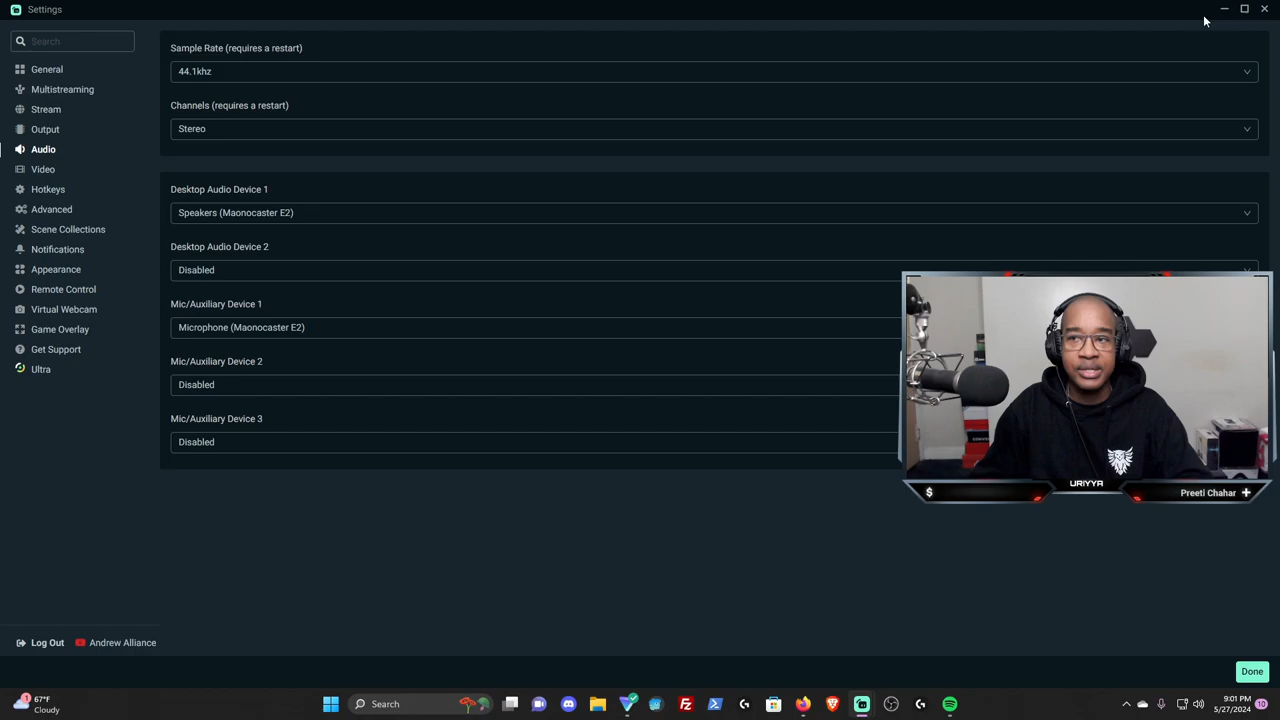 Settings
Search
General
Multistreaming
Stream
Output
Audio
Video
Hotkeys
Advanced
Scene Collections
Notifications
Appearance
Remote Control
Virtual Webcam
Game Overlay
Get Support
Ultra
Log Out
Andrew Alliance
Sample Rate (requires a restart)
44.1khz
Channels (requires a restart)
Stereo
Desktop Audio Device 1
Speakers (Maonocaster E2)
Desktop Audio Device 2
Disabled
Mic/Auxiliary Device 1
Microphone (Maonocaster E2)
Mic/Auxiliary Device 2
Disabled
Mic/Auxiliary Device 3
Disabled
URIYYA
$
Preeti Chahar +
Done
1
67°F
Cloudy
Search
9:01 PM
5/27/2024
10